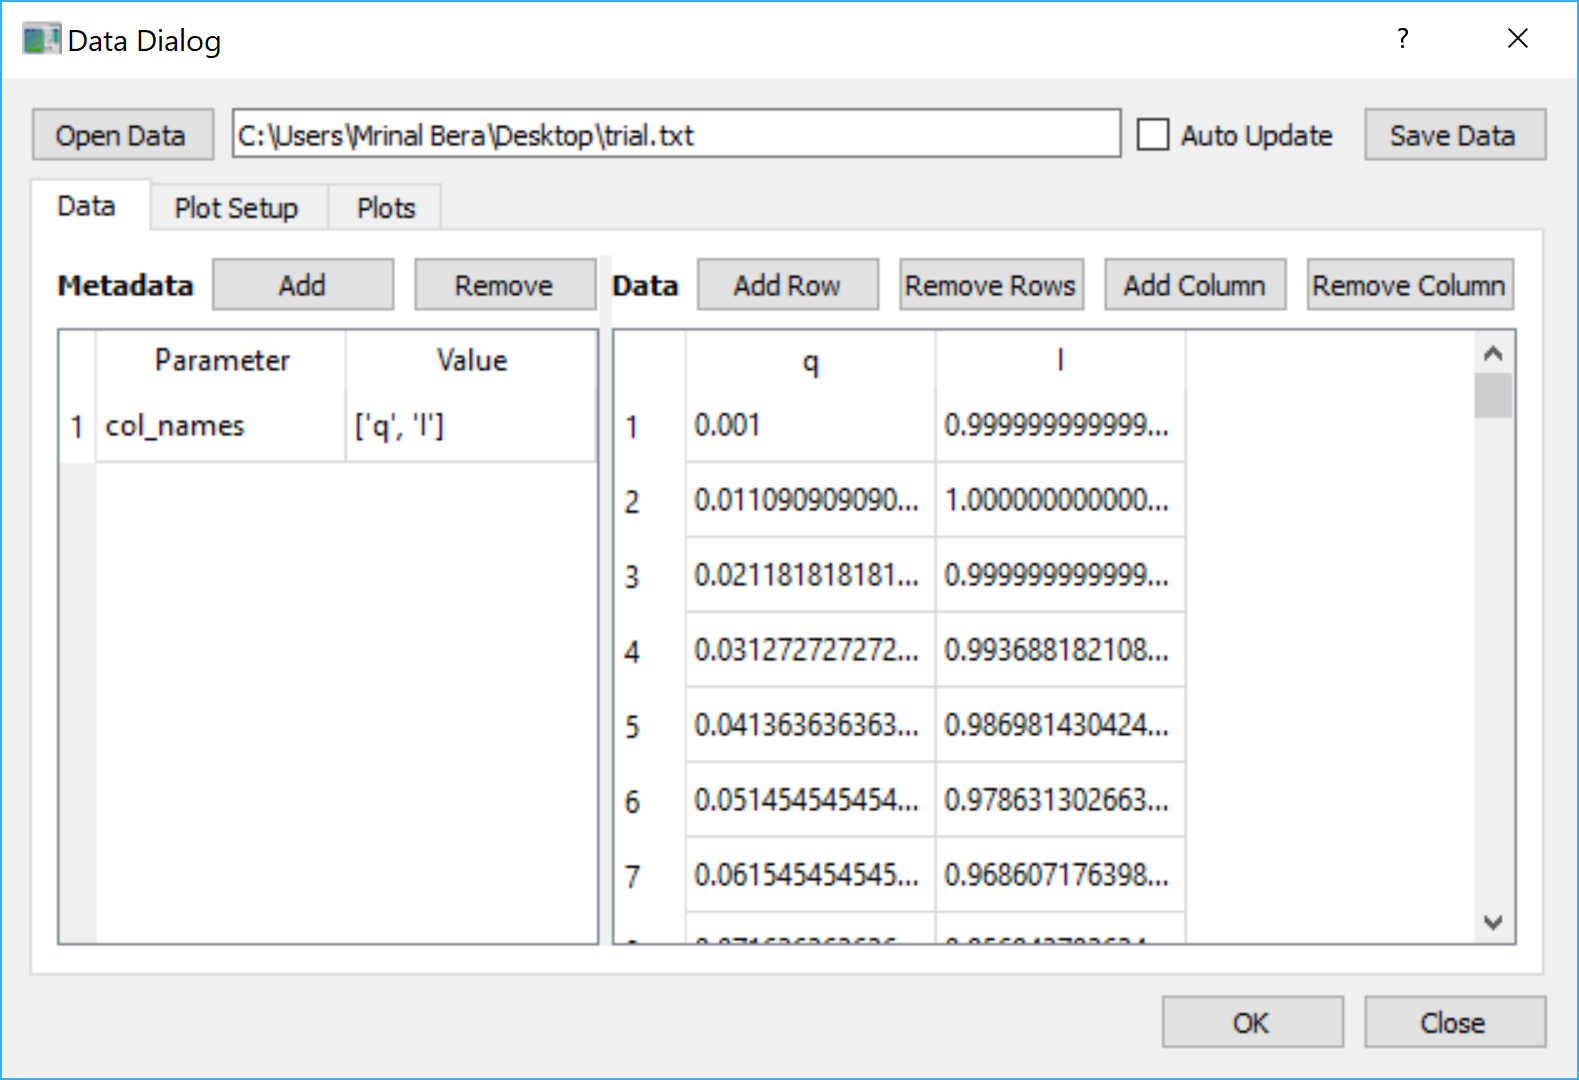 Data Dialog ?
Open Data C:\Users\Mrinal Bera\Desktop\trial.txt Auto Update Save Data
Data Plot Setup Plots
Metadata Add Remove Data Add Row Remove Rows Add Column Remove Column
Parameter Value q I
1 col_names ['q', 'I'] 1 0.001 0.999999999999...
2 0.011090909090... 1.000000000000...
3 0.021181818181... 0.999999999999...
4 0.031272727272... 0.993688182108...
5 0.041363636363... 0.986981430424...
6 0.051454545454... 0.978631302663...
7 0.061545454545... 0.968607176398...
OK Close